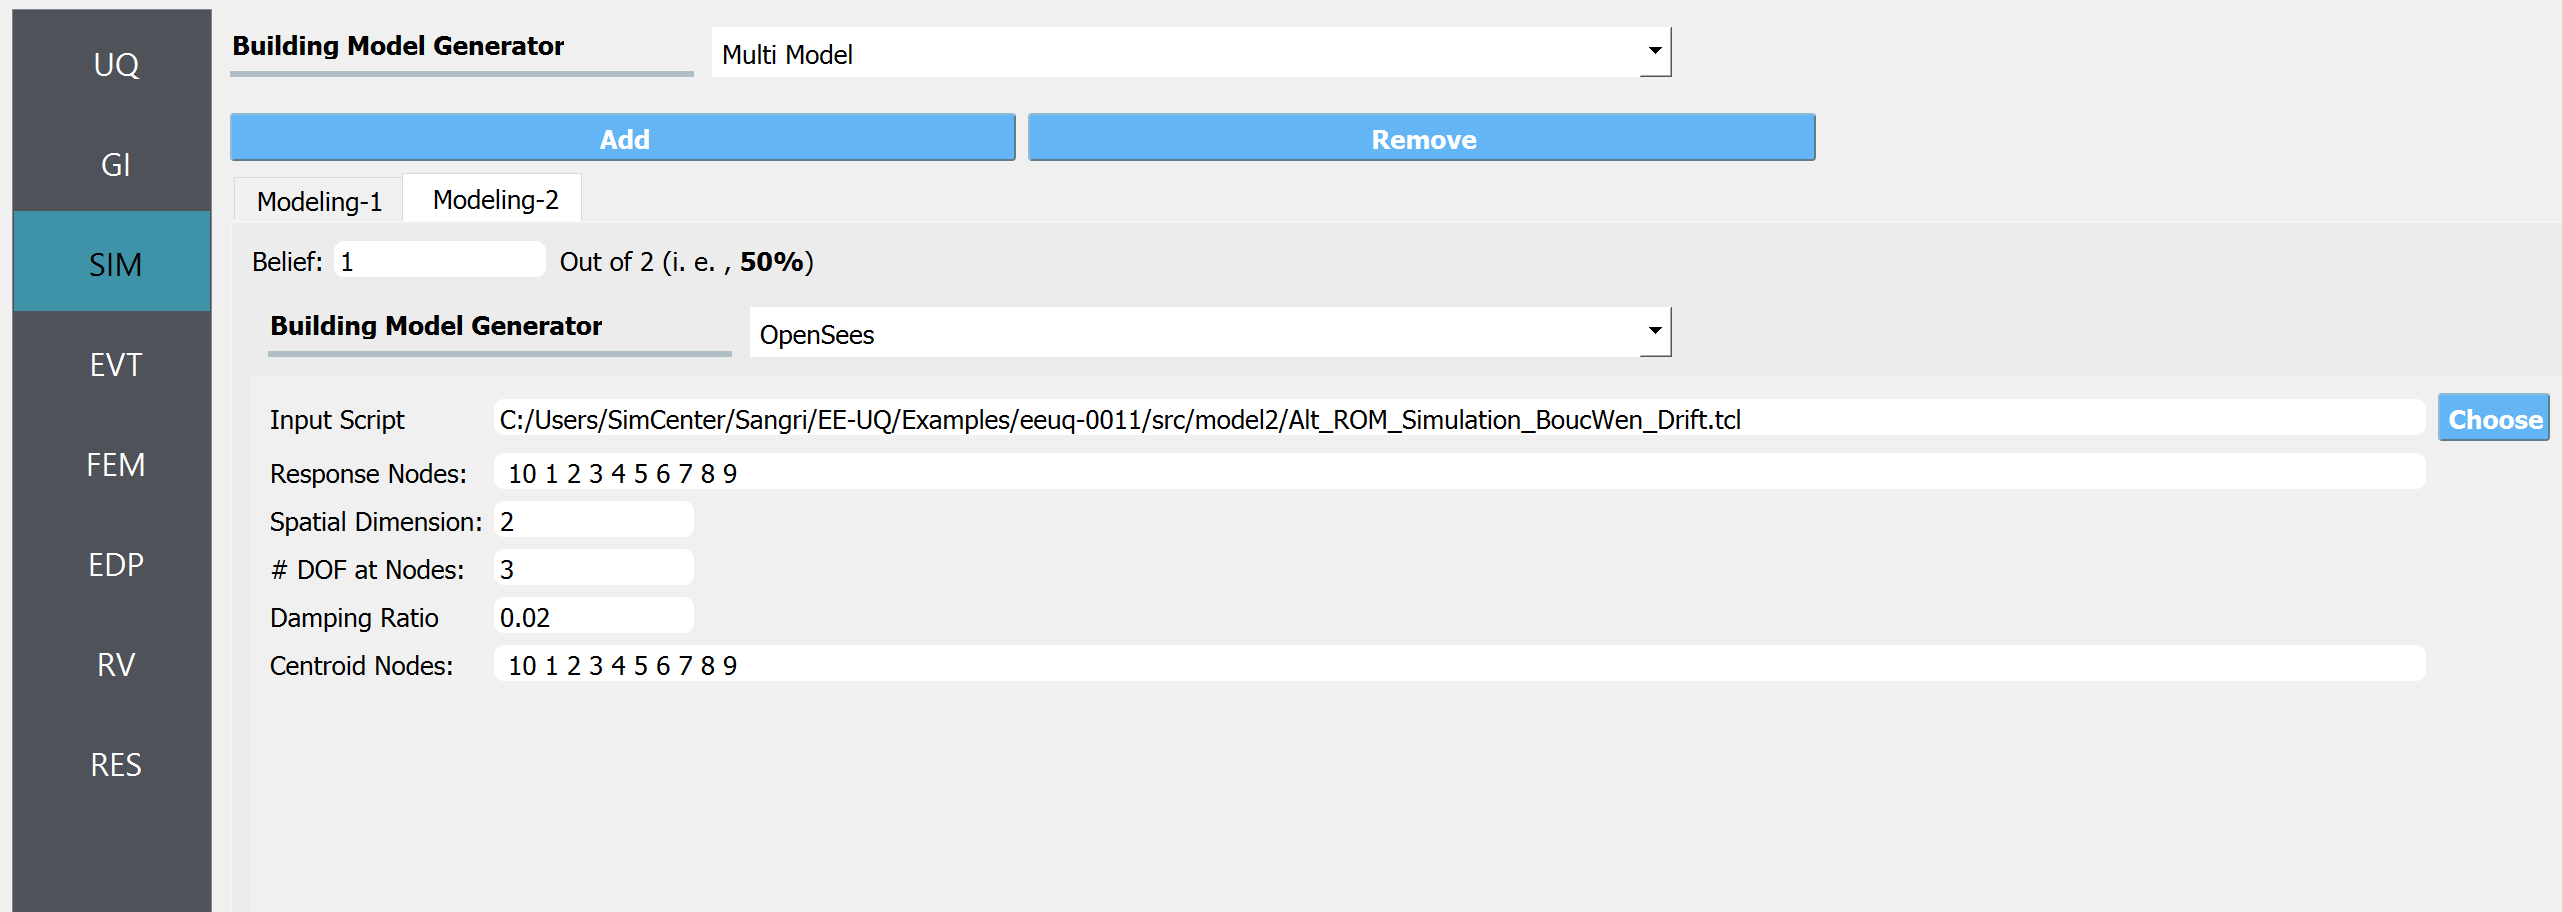 UQ
GI
SIM
EVT
FEM
EDP
RV
RES
Building Model Generator
Multi Model
Add
Remove
Modeling-1
Modeling-2
Belief: 1 Out of 2 (i. e. , 50%)
Building Model Generator
OpenSees
Input Script C:/Users/SimCenter/Sangri/EE-UQ/Examples/eeuq-0011/src/model2/Alt_ROM_Simulation_BoucWen_Drift.tcl Choose
Response Nodes: 10 1 2 3 4 5 6 7 8 9
Spatial Dimension: 2
# DOF at Nodes: 3
Damping Ratio 0.02
Centroid Nodes: 10 1 2 3 4 5 6 7 8 9